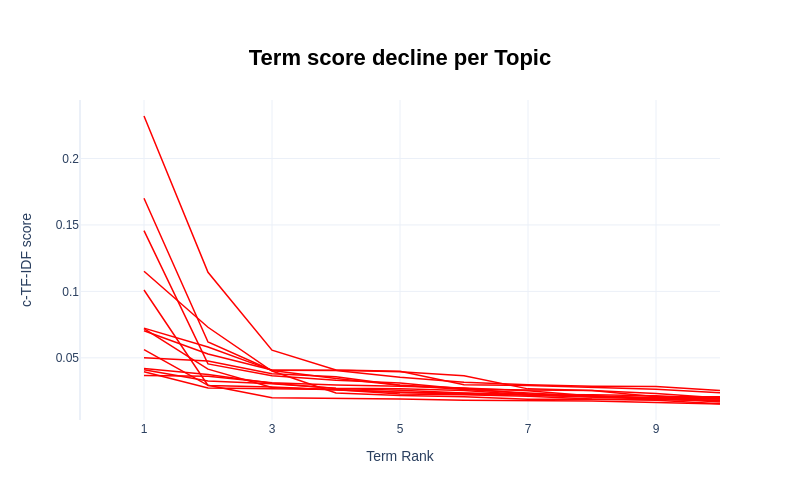 Term score decline per Topic
0.2
0.15
0.1
0.05
c-TF-IDF score
1 3 5 7 9
Term Rank